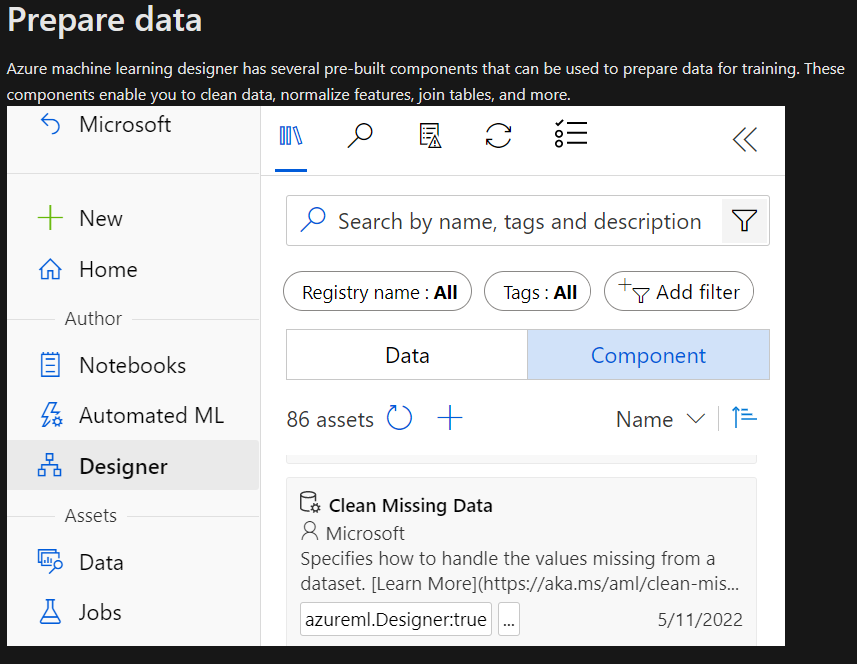 Prepare data
Azure machine learning designer has several pre-built components that can be used to prepare data for training. These
components enable you to clean data, normalize features, join tables, and more.
Microsoft
New
Home
Author
Notebooks
Automated ML
Designer
Assets
Data
Jobs
Search by name, tags and description
Registry name : All
Tags : All
Add filter
Data
Component
86 assets
Name
Clean Missing Data
Microsoft
Specifies how to handle the values missing from a
dataset. [Learn More](https://aka.ms/aml/clean-mis...
azureml.Designer:true
...
5/11/2022